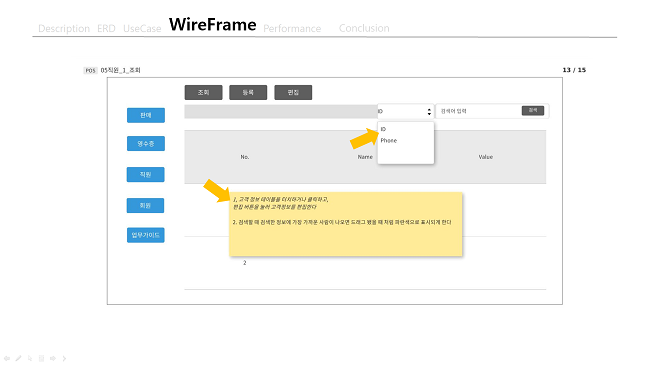 Description ERD UseCase WireFrame Performance Conclusion
POS 05직원_1_조회 13 / 15
조회 등록 편집
판매
영수증
직원
회원
업무가이드
ID 검색어 입력 검색
ID
Phone
No. Name Value
1, 고객 정보 테이블을 터치하거나 클릭하고,
편집 버튼을 눌러 고객정보를 편집한다
2. 검색할 때 검색한 정보에 가장 가까운 사람이 나오면 드래그 됐을 때 처럼 파란색으로 표시되게 한다
2